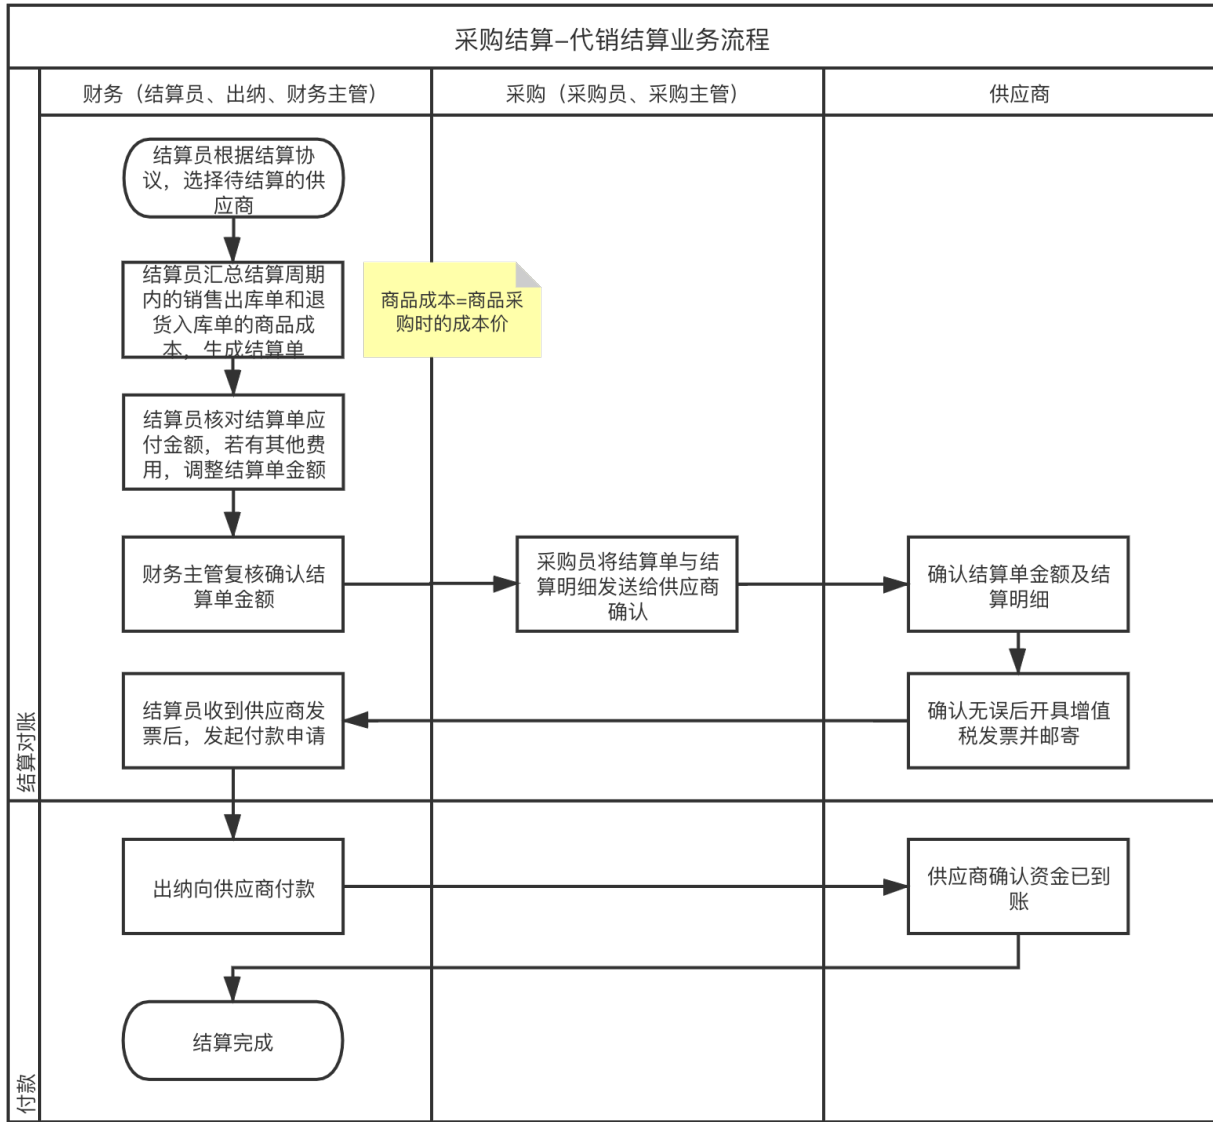 采购结算–代销结算业务流程
财务（结算员、出纳、财务主管）
采购（采购员、采购主管）
供应商
结算员根据结算协
议，选择待结算的供
应商
结算员汇总结算周期
内的销售出库单和退
货入库单的商品成
本，生成结算单
商品成本=商品采
购时的成本价
结算员核对结算单应
付金额，若有其他费
用，调整结算单金额
财务主管复核确认结
算单金额
采购员将结算单与结
算明细发送给供应商
确认
确认结算单金额及结
算明细
确认无误后开具增值
税发票并邮寄
结算员收到供应商发
票后，发起付款申请
结算对账
出纳向供应商付款
供应商确认资金已到
账
结算完成
付款